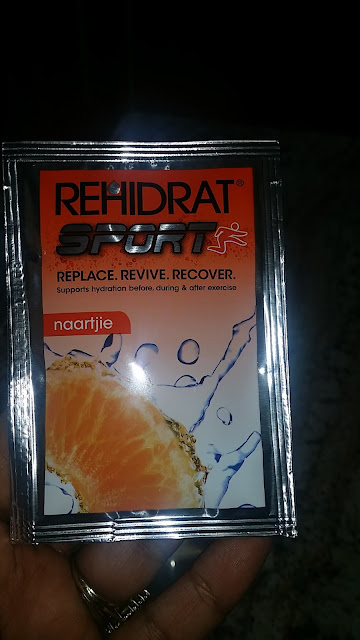 REHIDRAT®
SPORT
REPLACE. REVIVE. RECOVER.
Supports hydration before, during & after exercise
naartjie